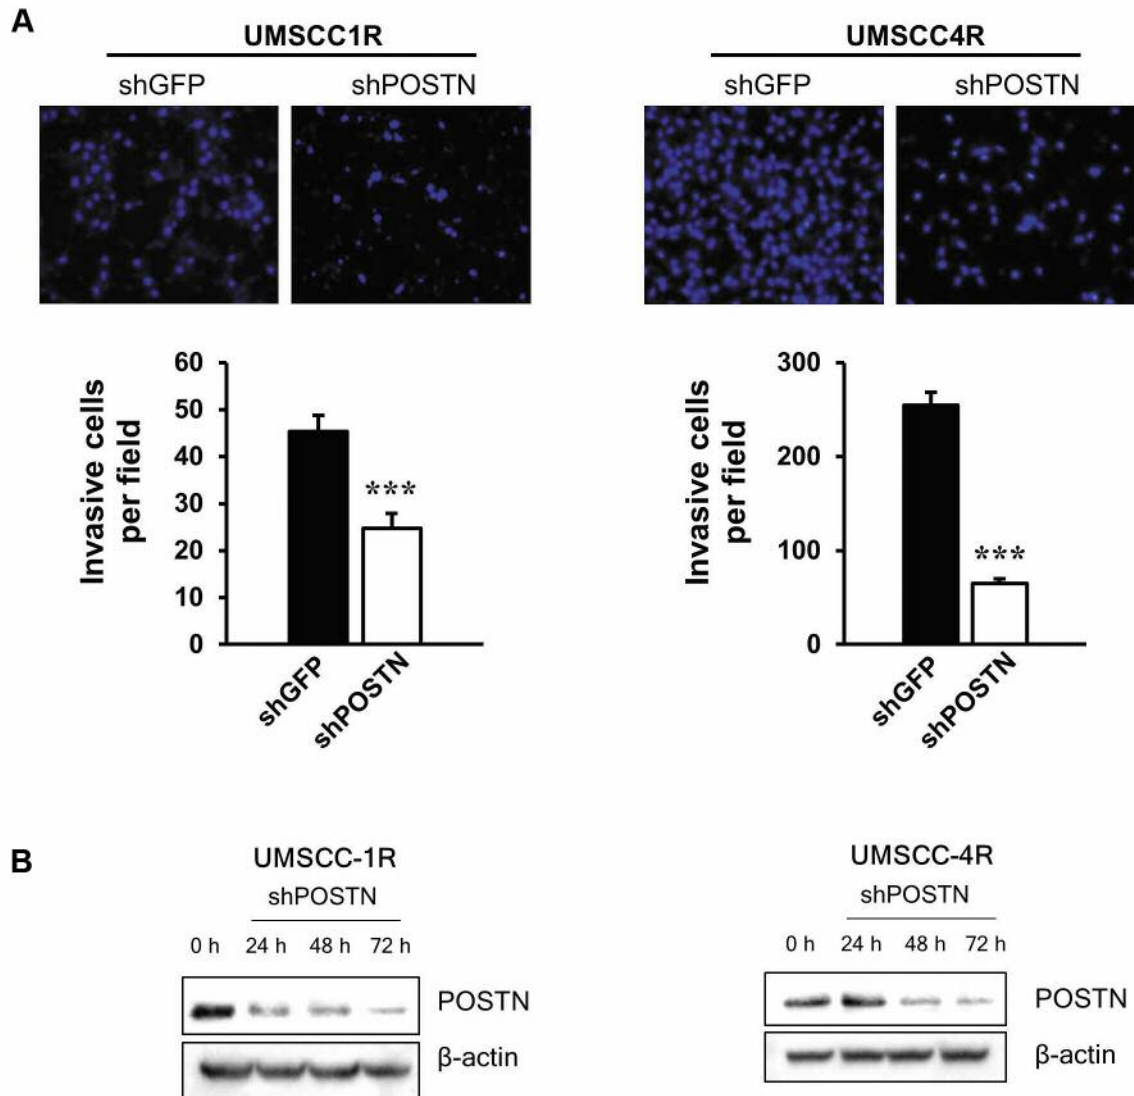 A
UMSCC1R
UMSCC4R
shGFP shPOSTN
shGFP shPOSTN
Invasive cells
per field
60
50
40
30
20
10
0
***
shGFP
shPOSTN
Invasive cells
per field
300
200
100
0
***
shGFP
shPOSTN
B
UMSCC-1R
shPOSTN
0 h 24 h 48 h 72 h
POSTN
β-actin
UMSCC-4R
shPOSTN
0 h 24 h 48 h 72 h
POSTN
β-actin